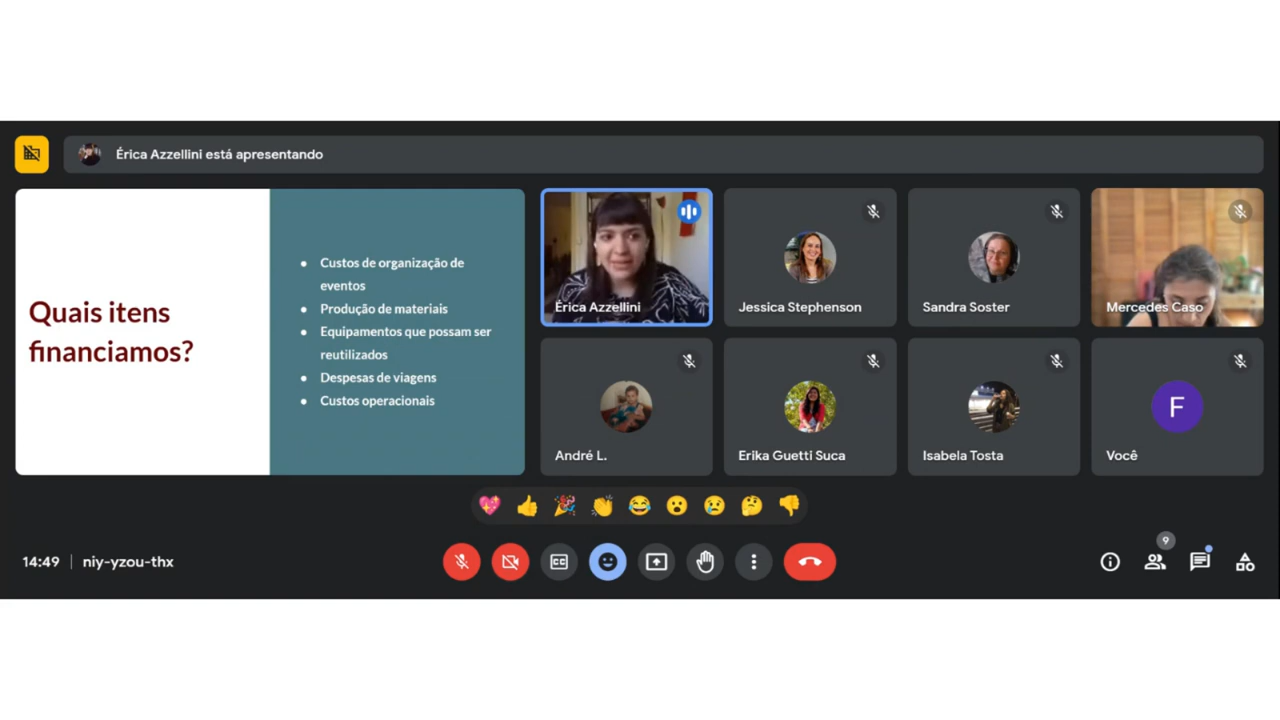 Érica Azzellini está apresentando
Quais itens
financiamos?
● Custos de organização de
eventos
● Produção de materiais
● Equipamentos que possam ser
reutilizados
● Despesas de viagens
● Custos operacionais
Érica Azzellini
Jessica Stephenson
Sandra Soster
Mercedes Caso
André L.
Erika Guetti Suca
Isabela Tosta
F
Você
14:49 | niy-yzou-thx
CC
9